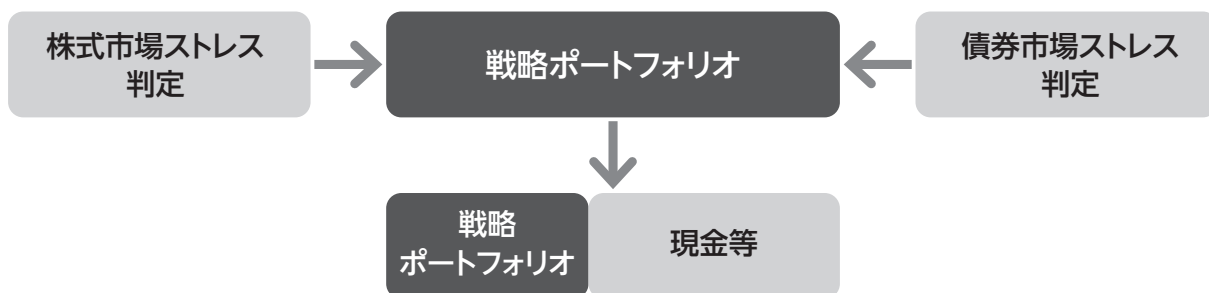 株式市場ストレス
判定
戦略ポートフォリオ
債券市場ストレス
判定
戦略
ポートフォリオ
現金等